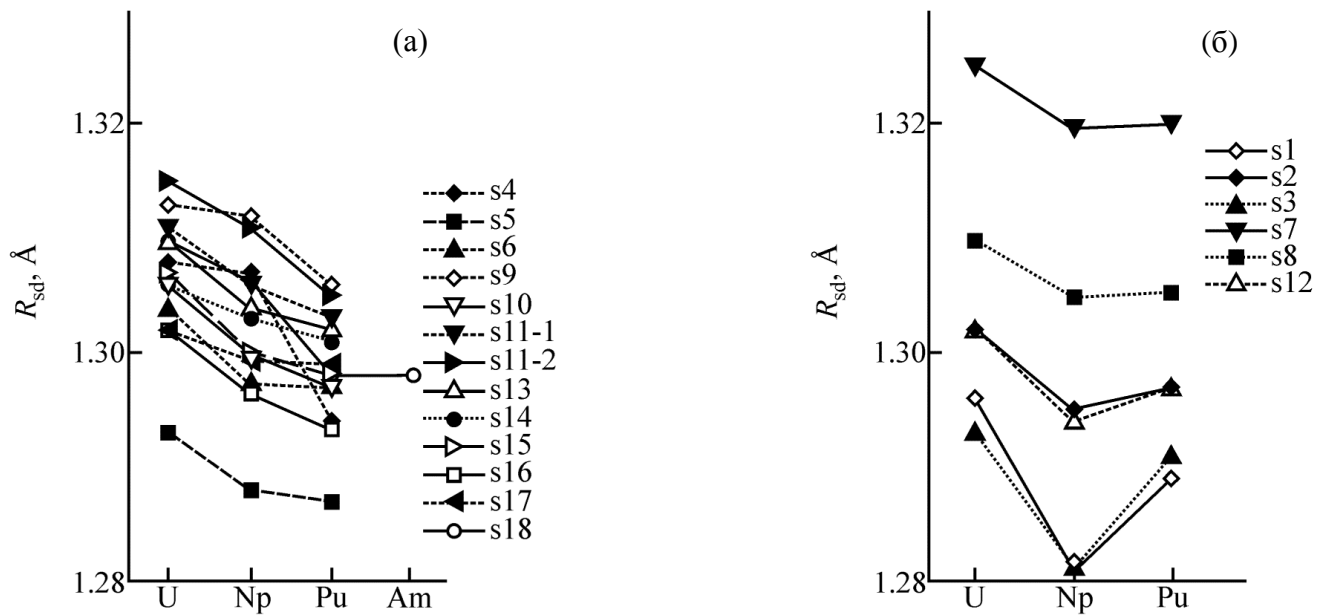 (а)
R_sd, Å
1.32
1.30
1.28
U Np Pu Am
s4
s5
s6
s9
s10
s11-1
s11-2
s13
s14
s15
s16
s17
s18
(б)
R_sd, Å
1.32
1.30
1.28
U Np Pu
s1
s2
s3
s7
s8
s12